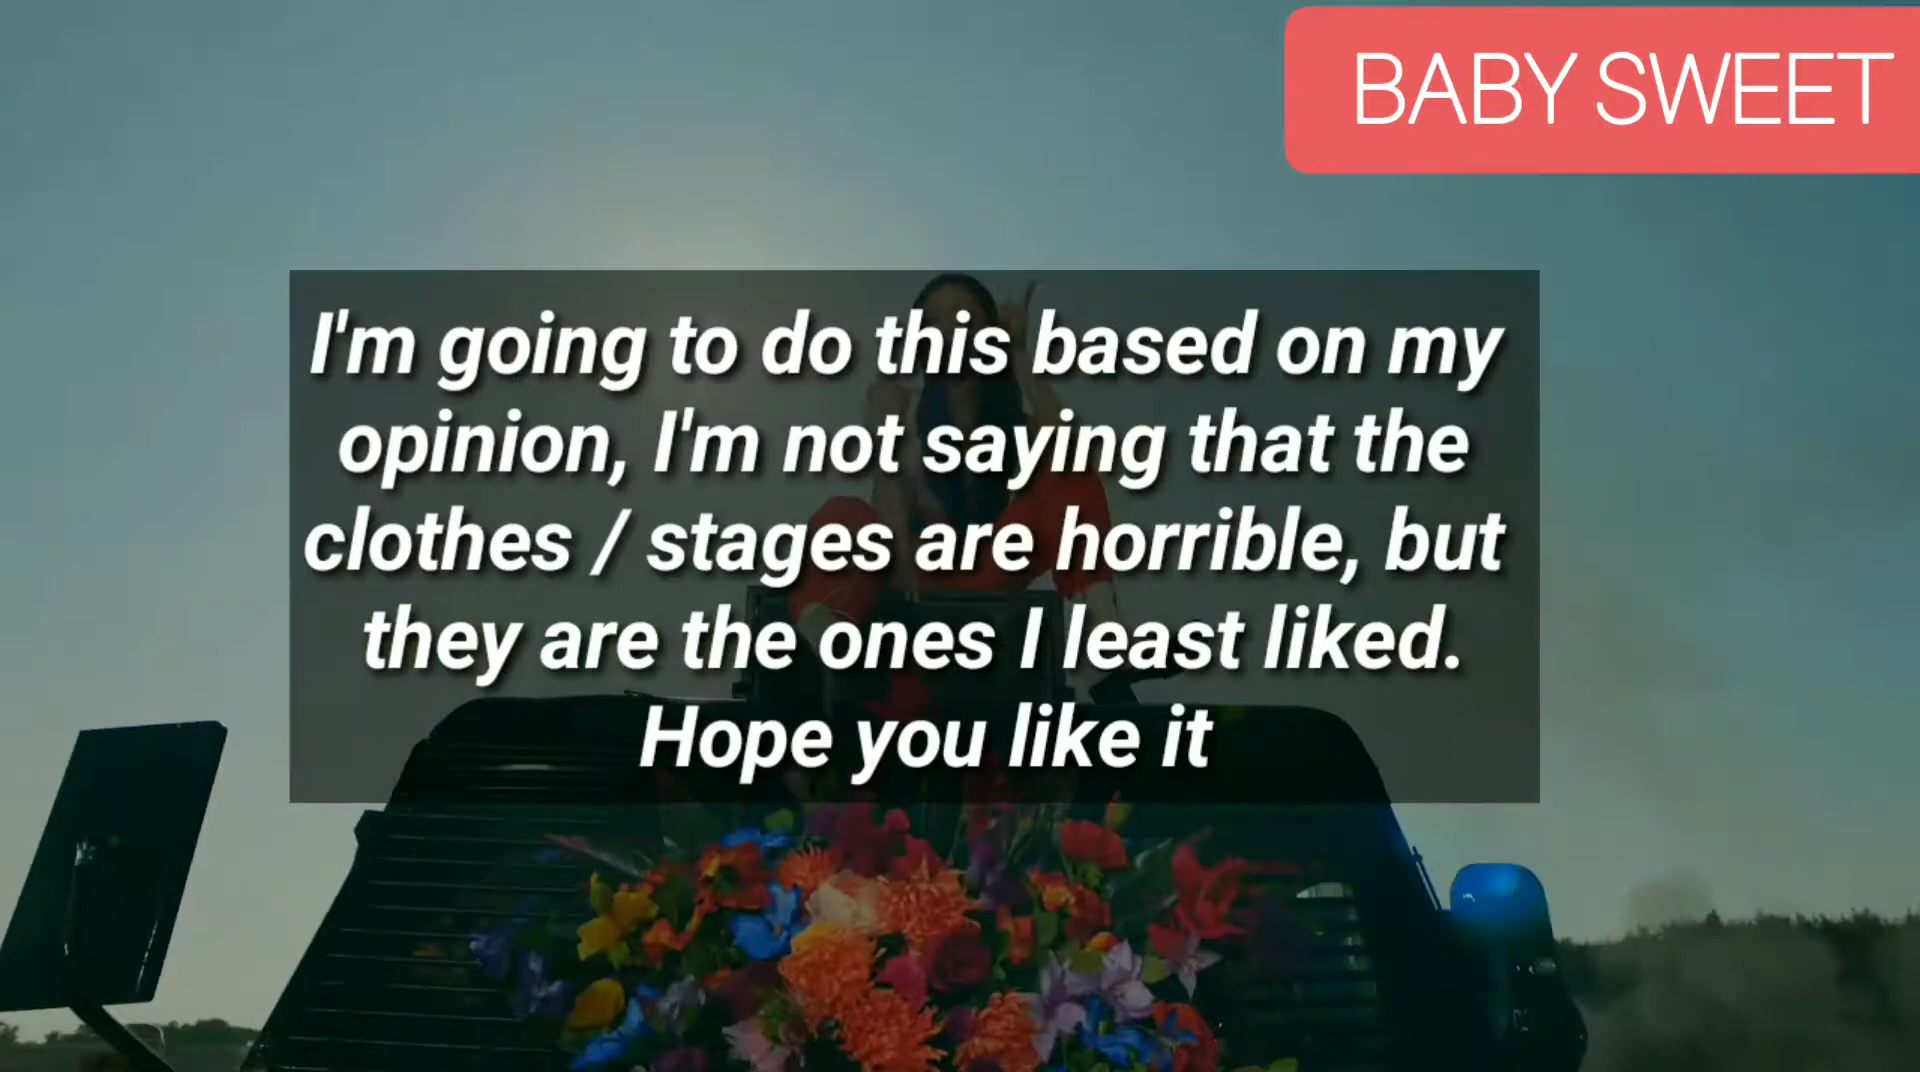 BABY SWEET
I'm going to do this based on my
opinion, I'm not saying that the
clothes / stages are horrible, but
they are the ones I least liked.
Hope you like it